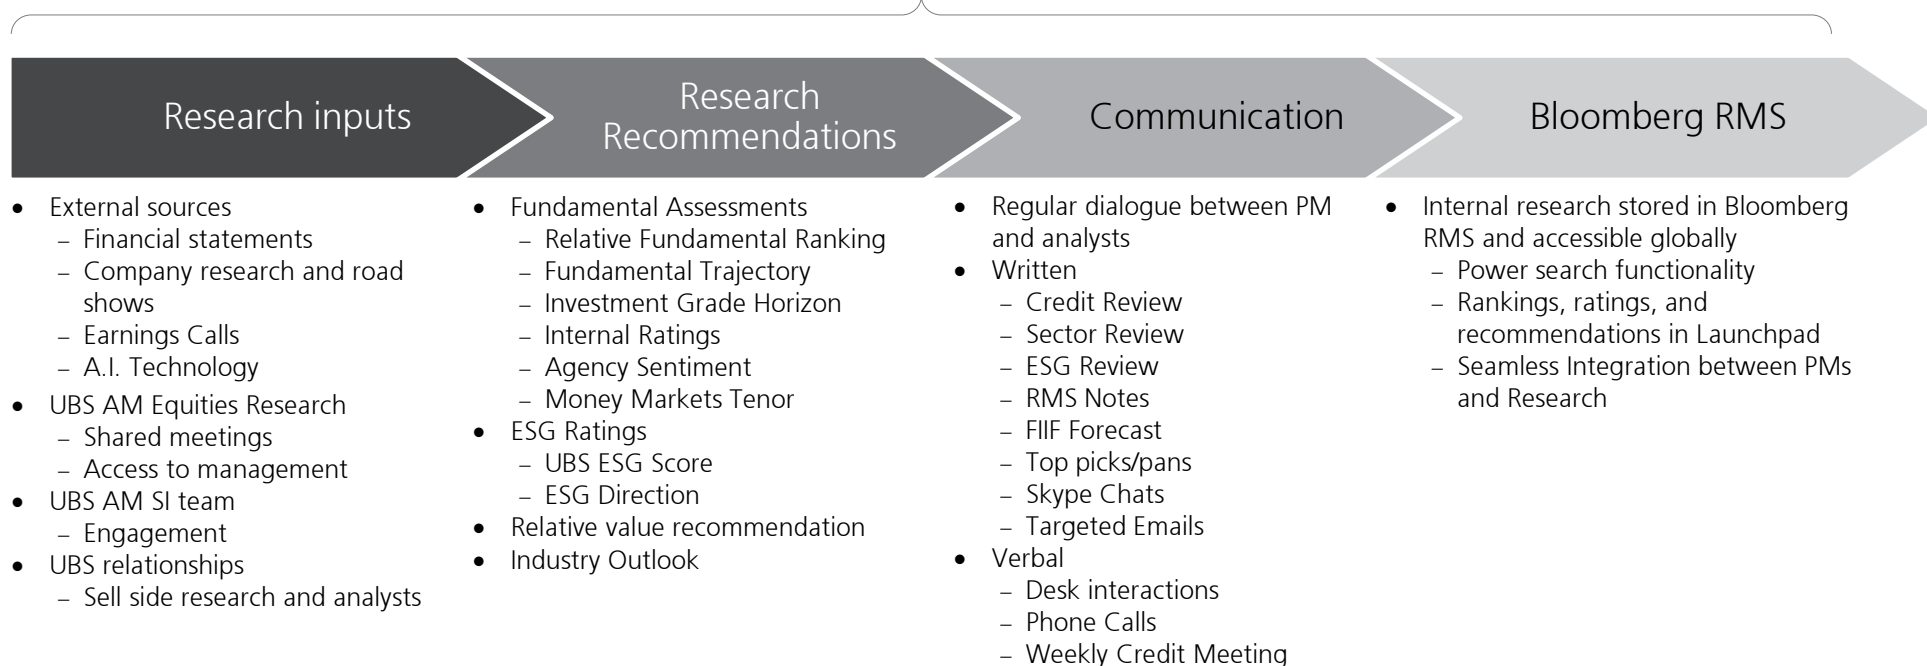 Research inputs
Research
Recommendations
Communication
Bloomberg RMS
• External sources
– Financial statements
– Company research and road
shows
– Earnings Calls
– A.I. Technology
• UBS AM Equities Research
– Shared meetings
– Access to management
• UBS AM SI team
– Engagement
• UBS relationships
– Sell side research and analysts
• Fundamental Assessments
– Relative Fundamental Ranking
– Fundamental Trajectory
– Investment Grade Horizon
– Internal Ratings
– Agency Sentiment
– Money Markets Tenor
• ESG Ratings
– UBS ESG Score
– ESG Direction
• Relative value recommendation
• Industry Outlook
• Regular dialogue between PM
and analysts
• Written
– Credit Review
– Sector Review
– ESG Review
– RMS Notes
– FIIF Forecast
– Top picks/pans
– Skype Chats
– Targeted Emails
• Verbal
– Desk interactions
– Phone Calls
– Weekly Credit Meeting
• Internal research stored in Bloomberg
RMS and accessible globally
– Power search functionality
– Rankings, ratings, and
recommendations in Launchpad
– Seamless Integration between PMs
and Research